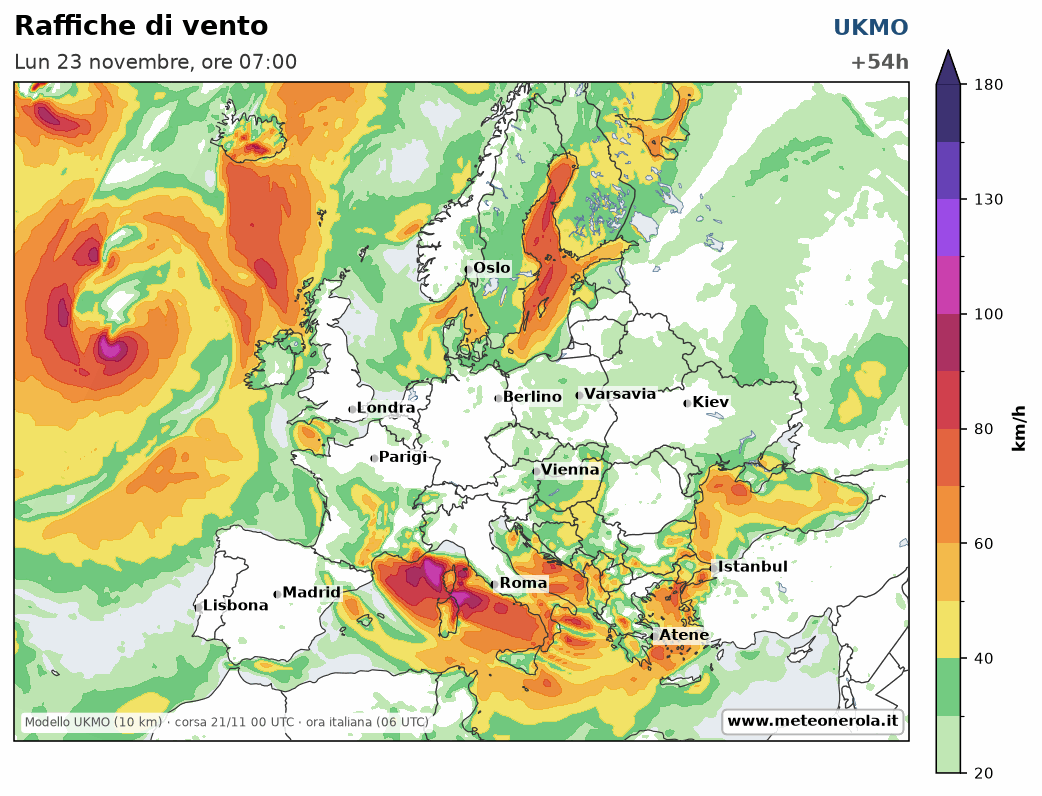 Raffiche di vento
UKMO
Lun 23 novembre, ore 07:00
+54h
180
130
100
80
60
40
20
km/h
Oslo
Berlino
Varsavia
Kiev
Londra
Parigi
Vienna
Istanbul
Roma
Madrid
Lisbona
Atene
Modello UKMO (10 km) · corsa 21/11 00 UTC · ora italiana (06 UTC)
www.meteonerola.it